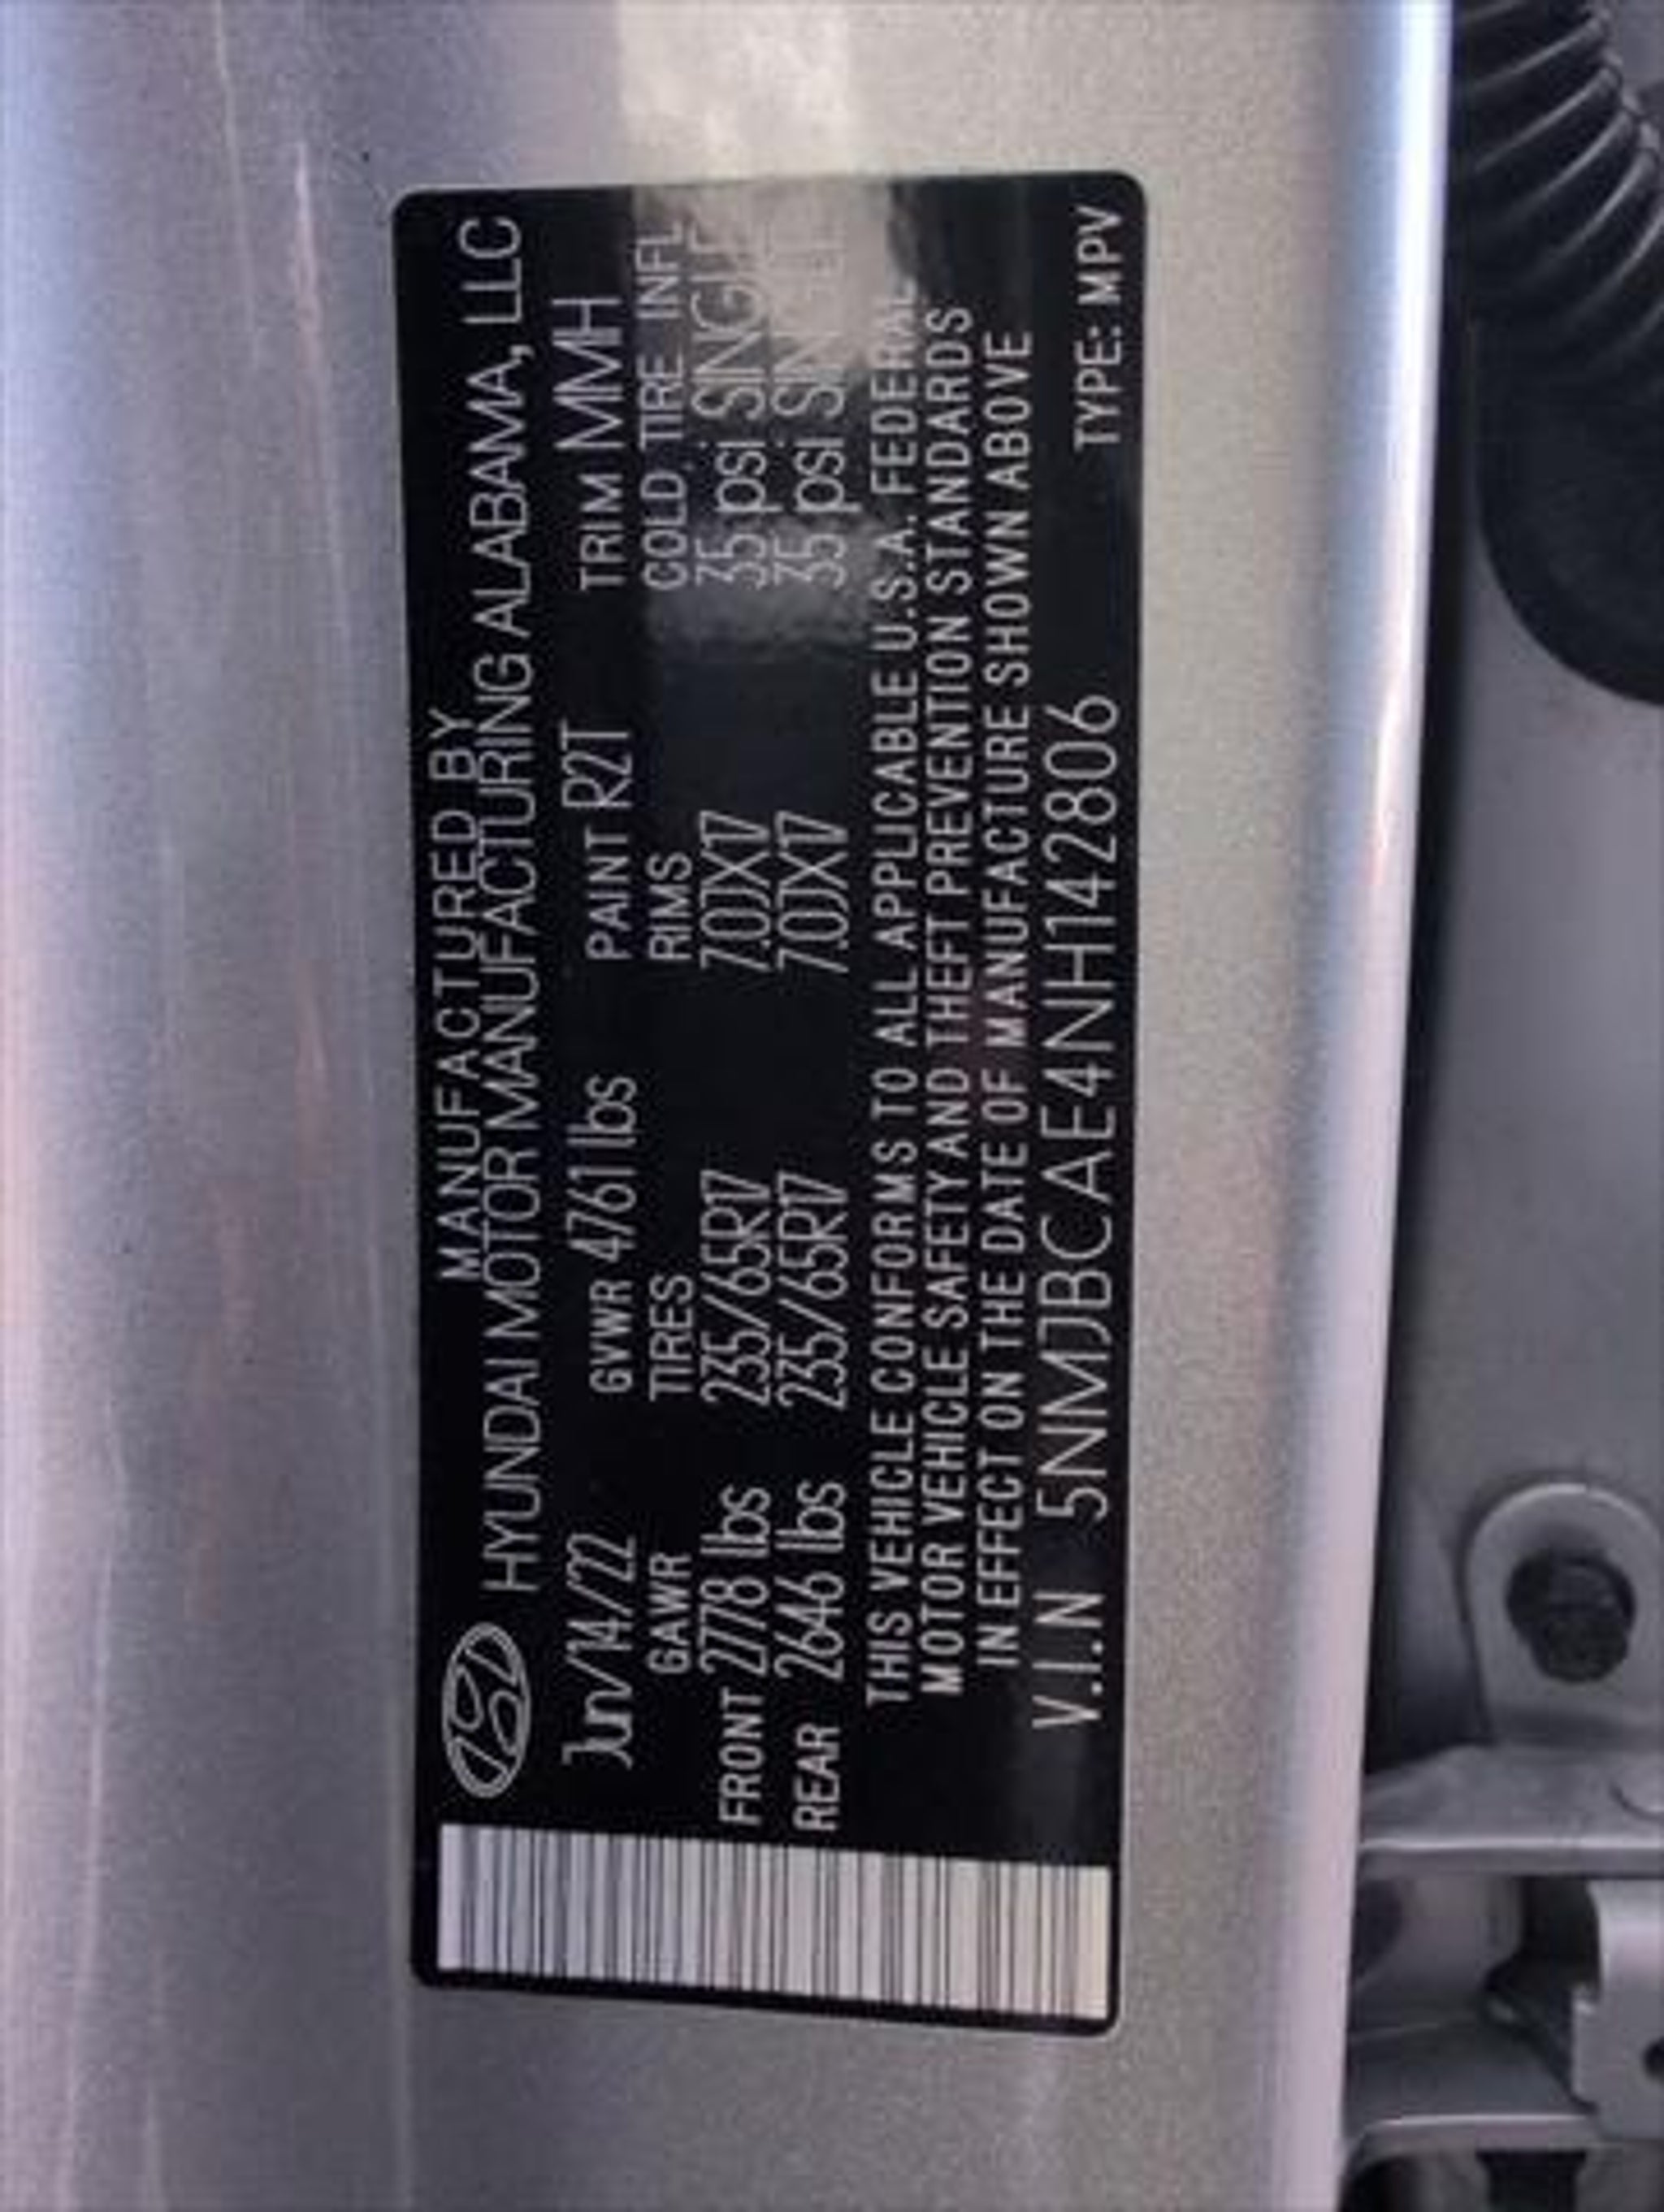 MANUFACTURED BY
HYUNDAI MOTOR MANUFACTURING ALABAMA, LLC
Jun/14/22 GVWR 4761 lbs PAINT R2T TRIM MMH
GAWR TIRES RIMS COLD TIRE INFL
FRONT 2778 lbs 235/65R17 7.0JX17 35 psi SINGLE
REAR 2646 lbs 235/65R17 7.0JX17 35 psi SINGLE
THIS VEHICLE CONFORMS TO ALL APPLICABLE U.S.A. FEDERAL
MOTOR VEHICLE SAFETY AND THEFT PREVENTION STANDARDS
IN EFFECT ON THE DATE OF MANUFACTURE SHOWN ABOVE
V.I.N 5NMJBCAE4NH142806 TYPE: MPV